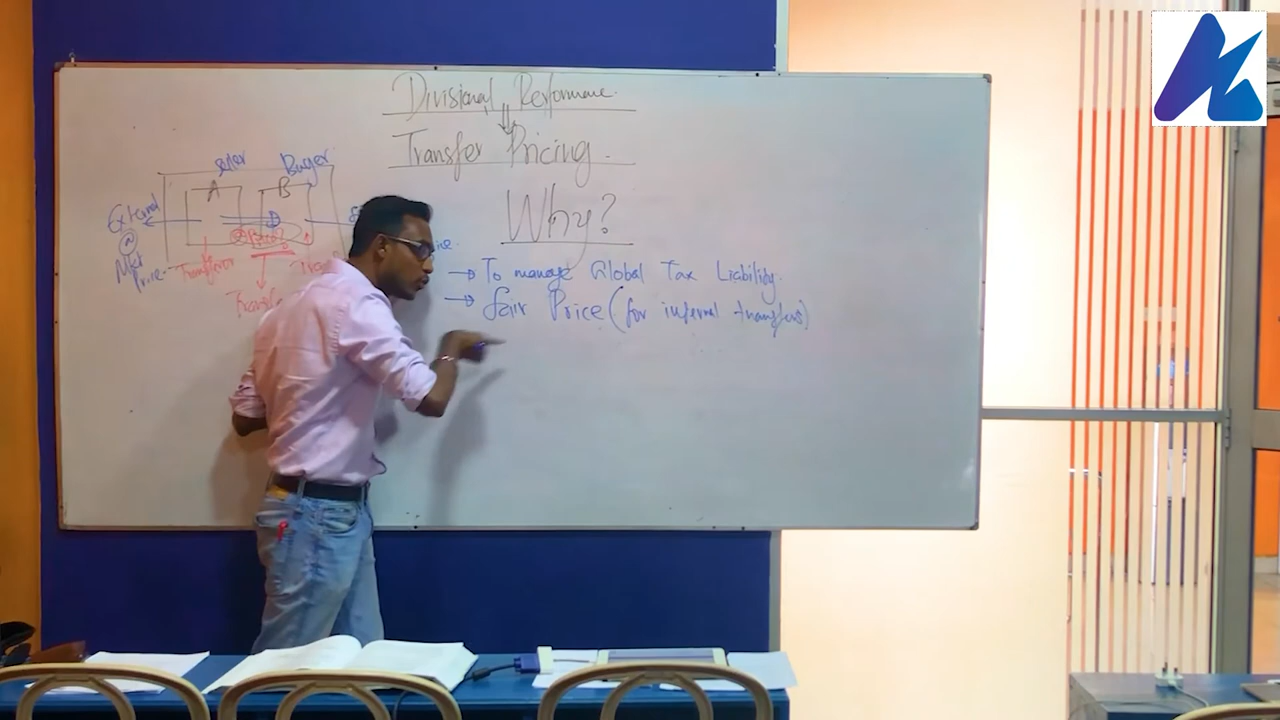 Divisional Performance
Transfer Pricing
Why?
Seller
Buyer
A
B
External
@
Mkt
Price
Transferor
→ To manage Global Tax Liability.
→ fair Price (for internal transfers)